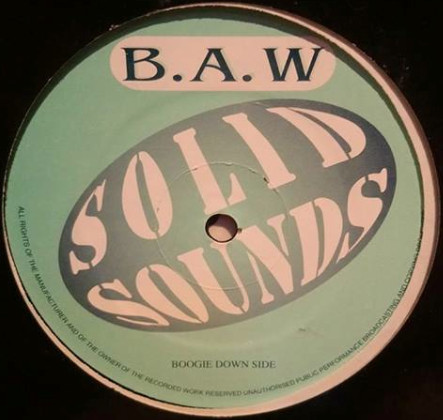 B.A.W
SOLID
SOUNDS
BOOGIE DOWN SIDE
ALL RIGHTS OF THE MANUFACTURER AND OF THE OWNER OF THE RECORDED WORK RESERVED UNAUTHORISED PUBLIC PERFORMANCE BROADCASTING AND